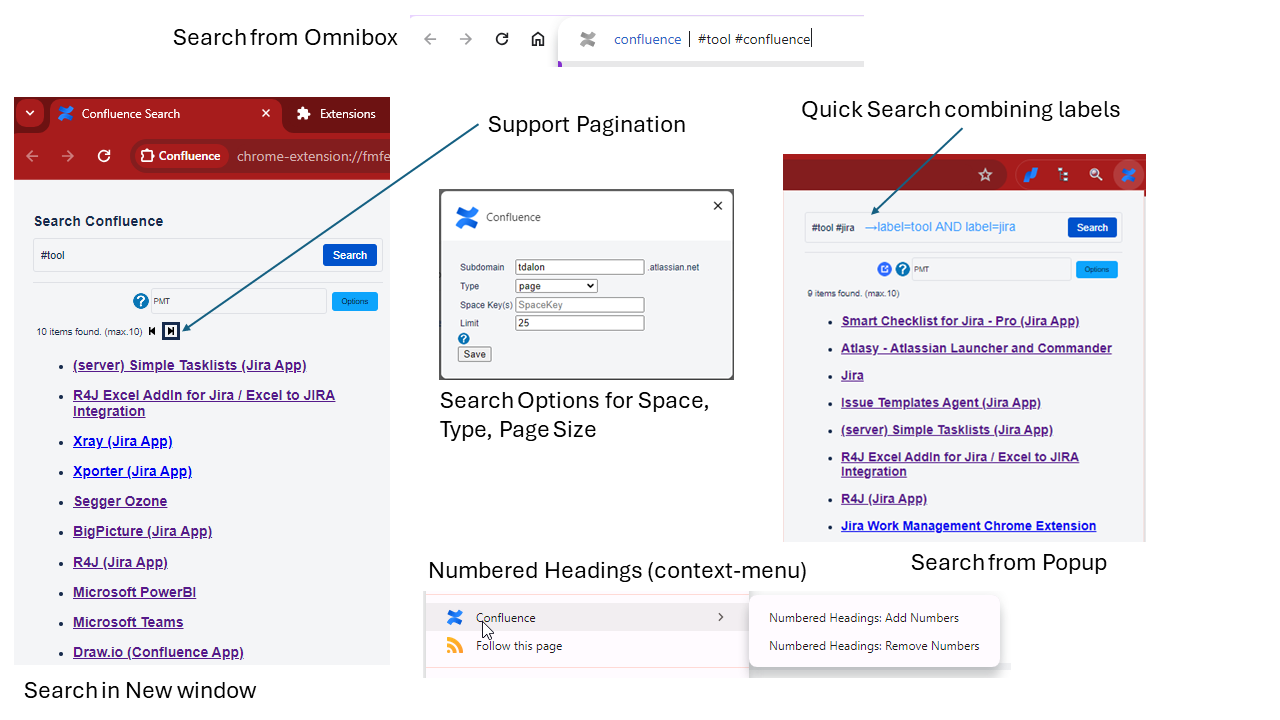 Search from Omnibox
confluence | #tool #confluence
Confluence Search
Extensions
Confluence
chrome-extension://fmfe
Search Confluence
#tool
Search
PMT
Options
10 items found. (max.10)
(server) Simple Tasklists (Jira App)
R4J Excel AddIn for Jira / Excel to JIRA
Integration
Xray (Jira App)
Xporter (Jira App)
Segger Ozone
BigPicture (Jira App)
R4J (Jira App)
Microsoft PowerBI
Microsoft Teams
Draw.io (Confluence App)
Search in New window
Support Pagination
Confluence
Subdomain tdalon .atlassian.net
Type page
Space Key(s) SpaceKey
Limit 25
?
Save
Search Options for Space,
Type, Page Size
Quick Search combining labels
#tool #jira →label=tool AND label=jira
Search
? PMT
Options
9 items found. (max.10)
Smart Checklist for Jira - Pro (Jira App)
Atlasy - Atlassian Launcher and Commander
Jira
Issue Templates Agent (Jira App)
(server) Simple Tasklists (Jira App)
R4J Excel AddIn for Jira / Excel to JIRA
Integration
R4J (Jira App)
Jira Work Management Chrome Extension
Search from Popup
Numbered Headings (context-menu)
Confluence
Follow this page
Numbered Headings: Add Numbers
Numbered Headings: Remove Numbers